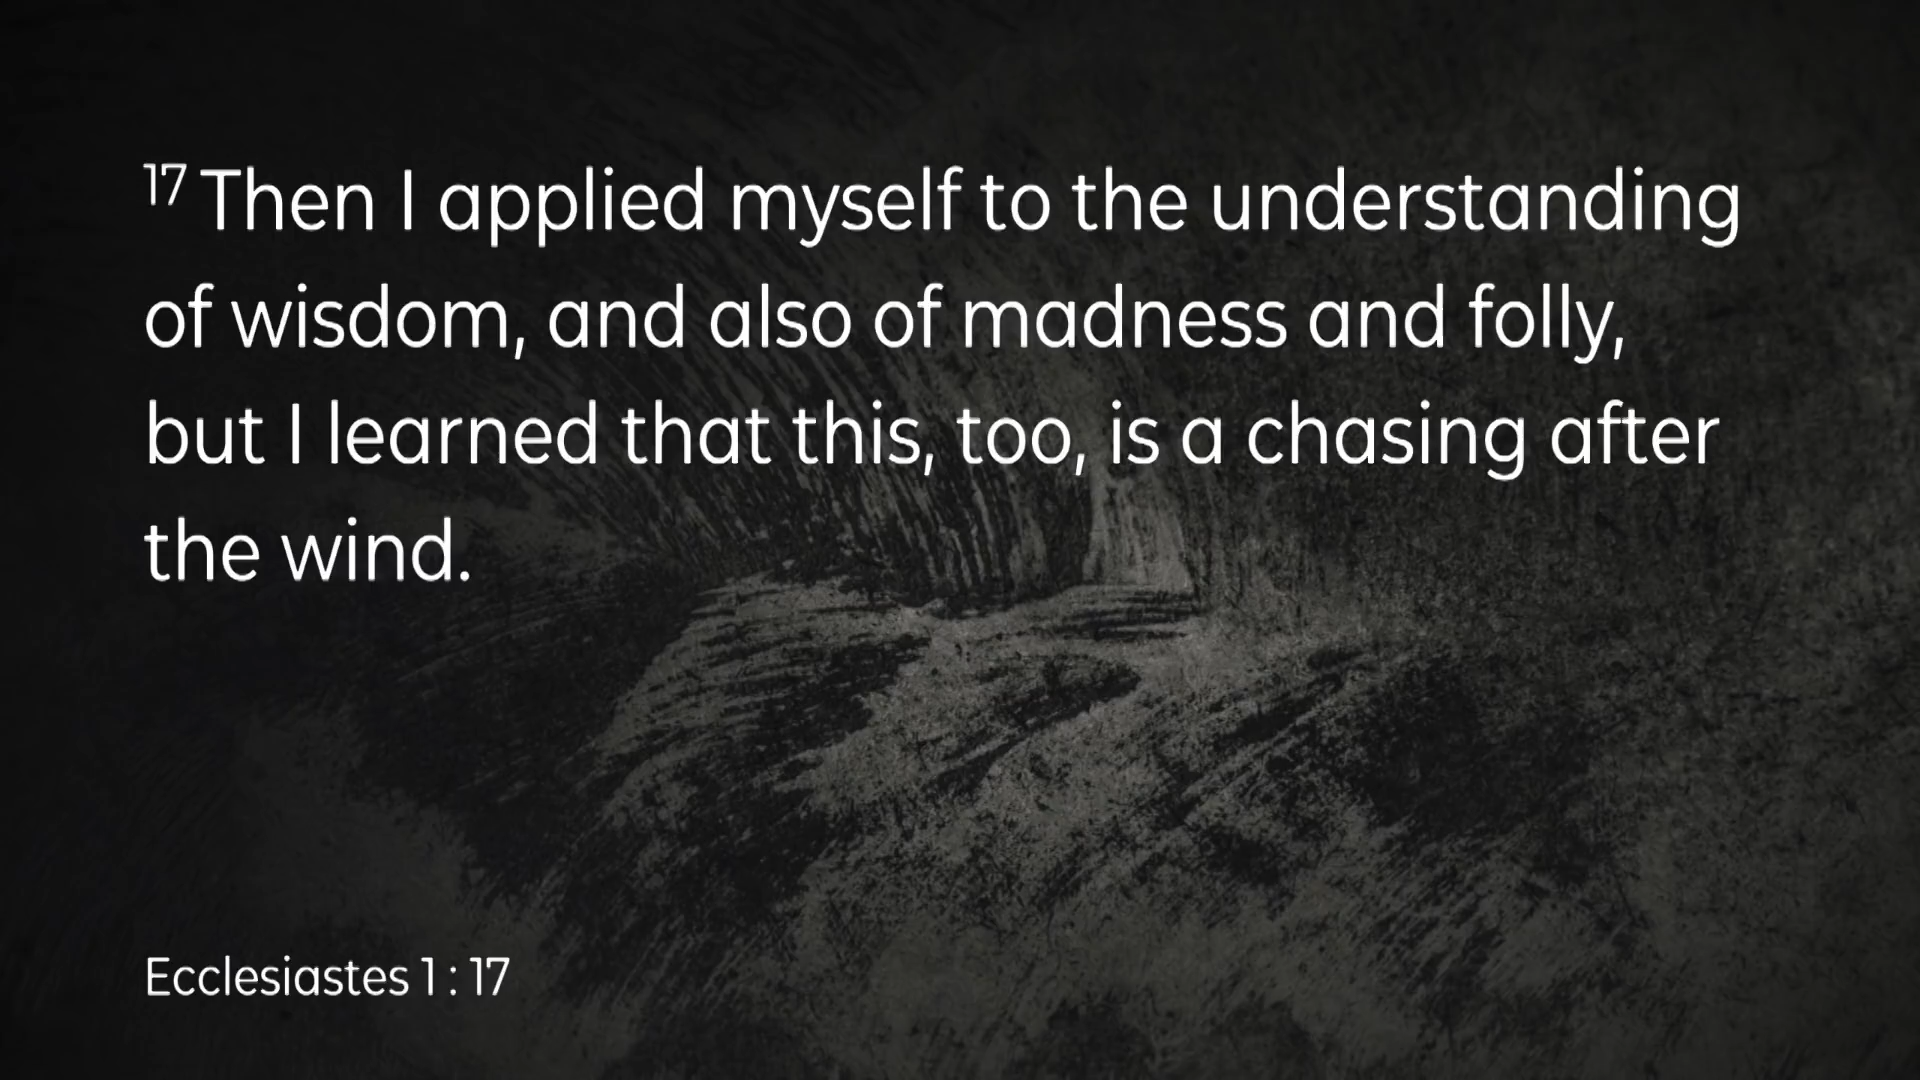 17 Then I applied myself to the understanding
of wisdom, and also of madness and folly,
but I learned that this, too, is a chasing after
the wind.
Ecclesiastes 1 : 17